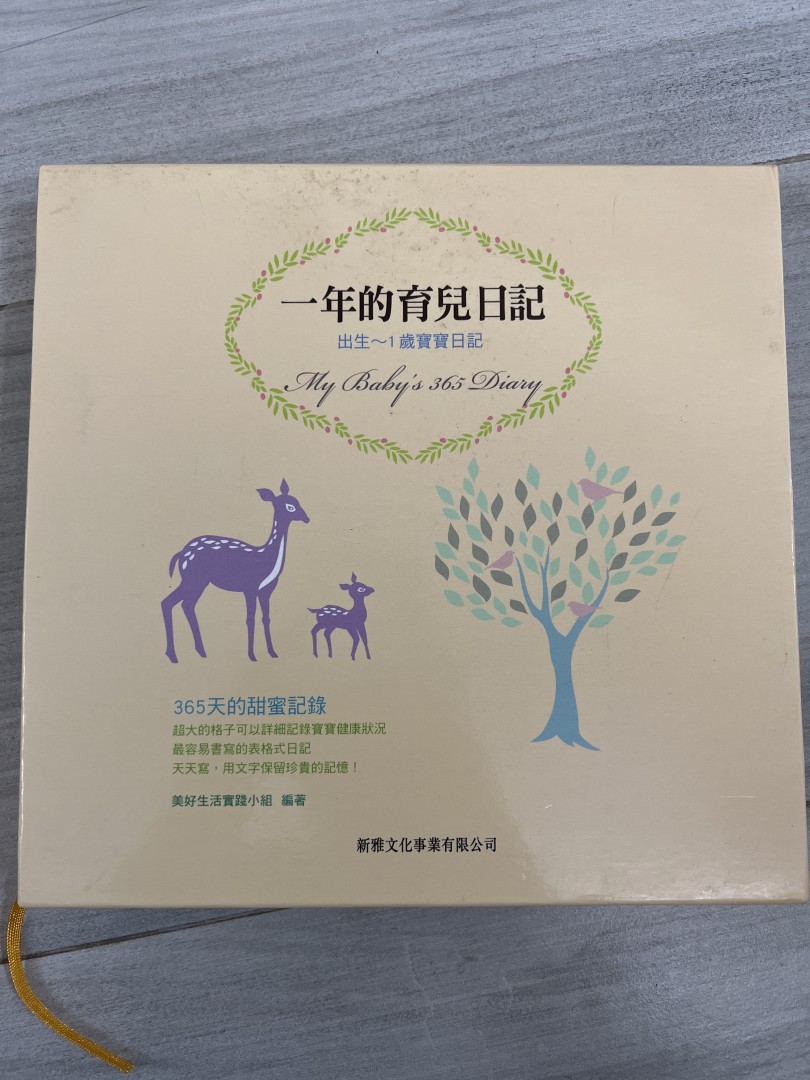 一年的育兒日記
出生～1歲寶寶日記
My Baby's 365 Diary
365天的甜蜜記錄
超大的格子可以詳細記錄寶寶健康狀況
最容易書寫的表格式日記
天天寫，用文字保留珍貴的記憶！
美好生活實踐小組 編著
新雅文化事業有限公司